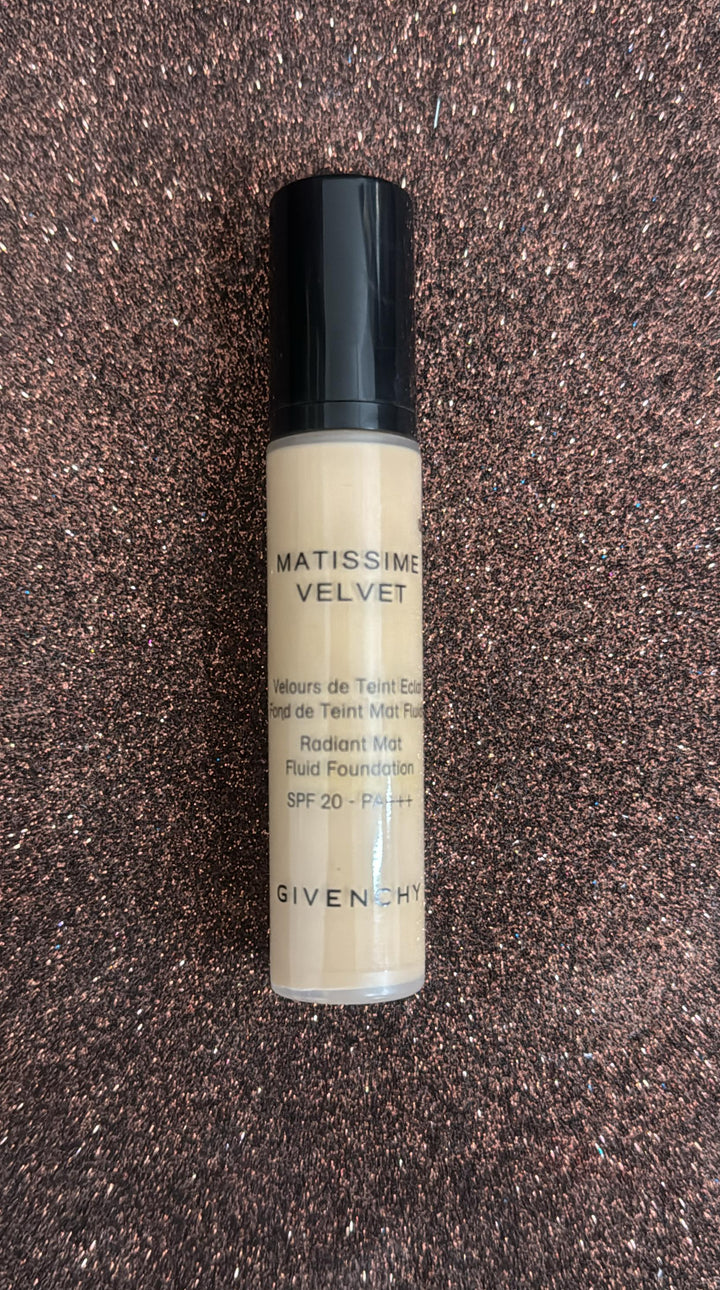 MATISSIME
VELVET
Velours de Teint Eclat
Fond de Teint Mat Fluide
Radiant Mat
Fluid Foundation
SPF 20 - PA+++
GIVENCHY